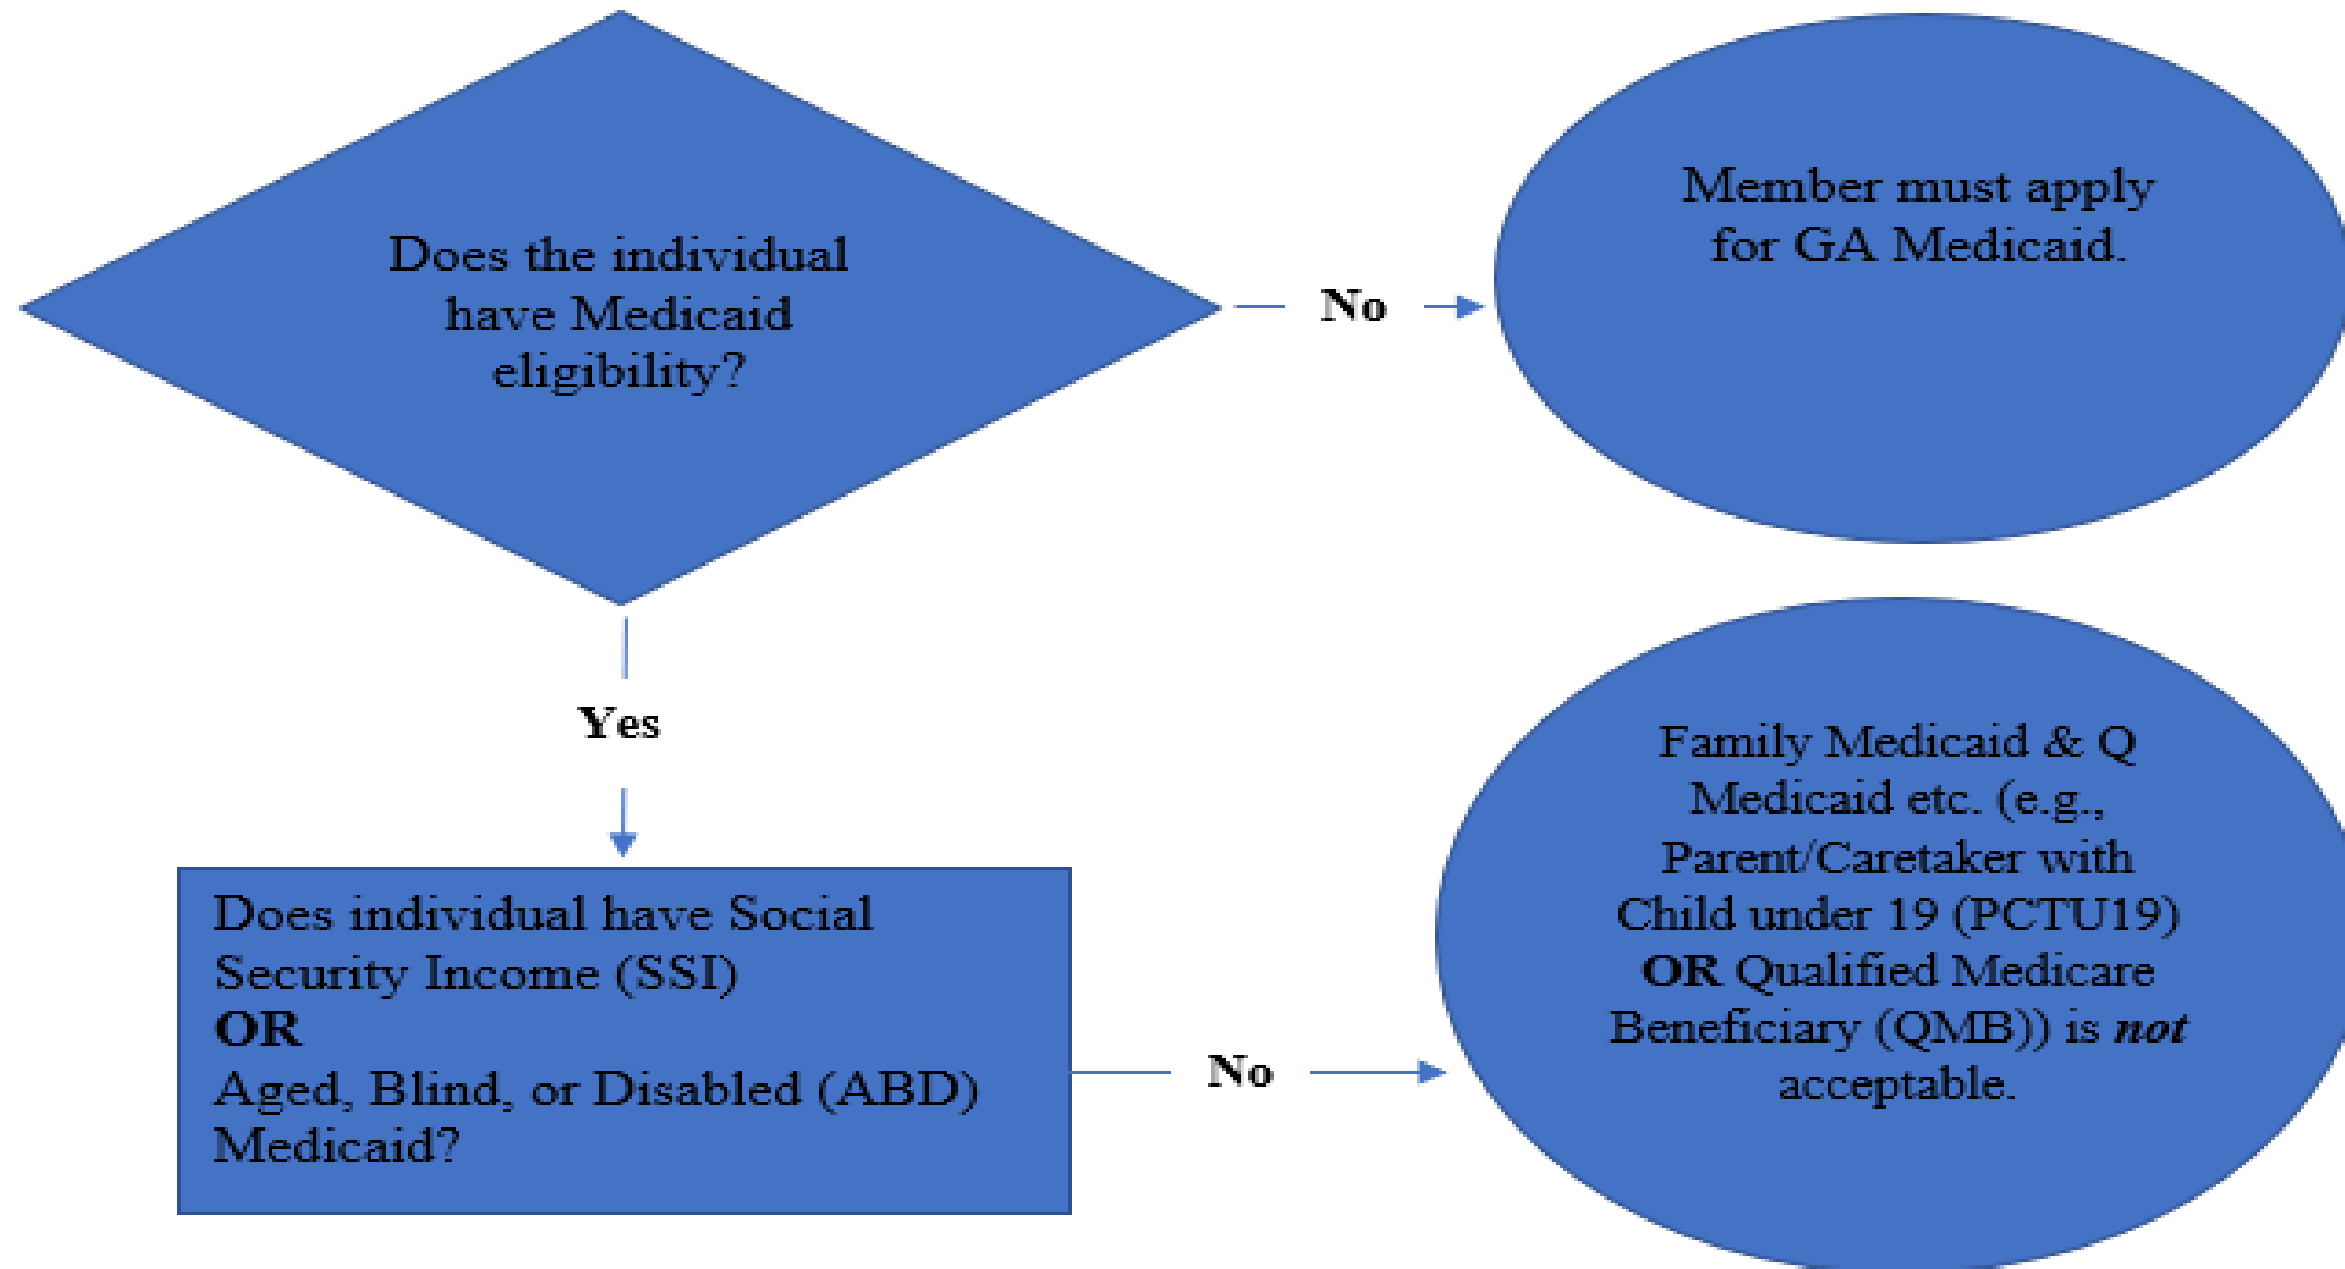 Does the individual
have Medicaid
eligibility?
No
Member must apply
for GA Medicaid.
Yes
Does individual have Social
Security Income (SSI)
OR
Aged, Blind, or Disabled (ABD)
Medicaid?
No
Family Medicaid & Q
Medicaid etc. (e.g.,
Parent/Caretaker with
Child under 19 (PCTU19)
OR Qualified Medicare
Beneficiary (QMB)) is not
acceptable.